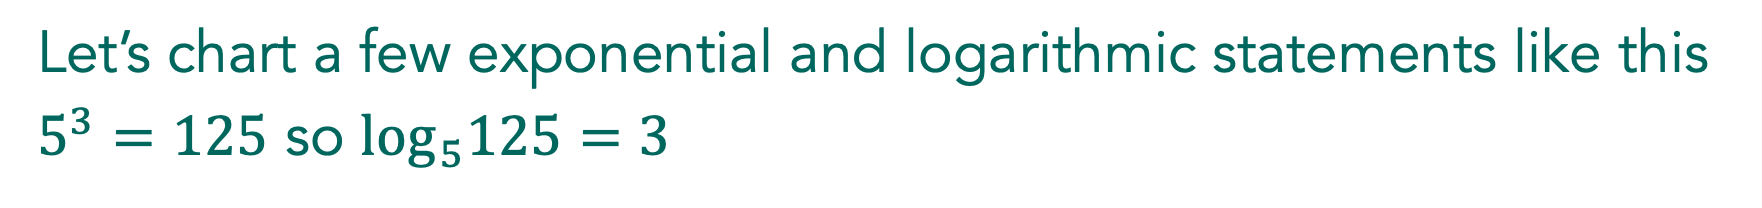 Let’s chart a few exponential and logarithmic statements like this
5³ = 125 so log₅125 = 3